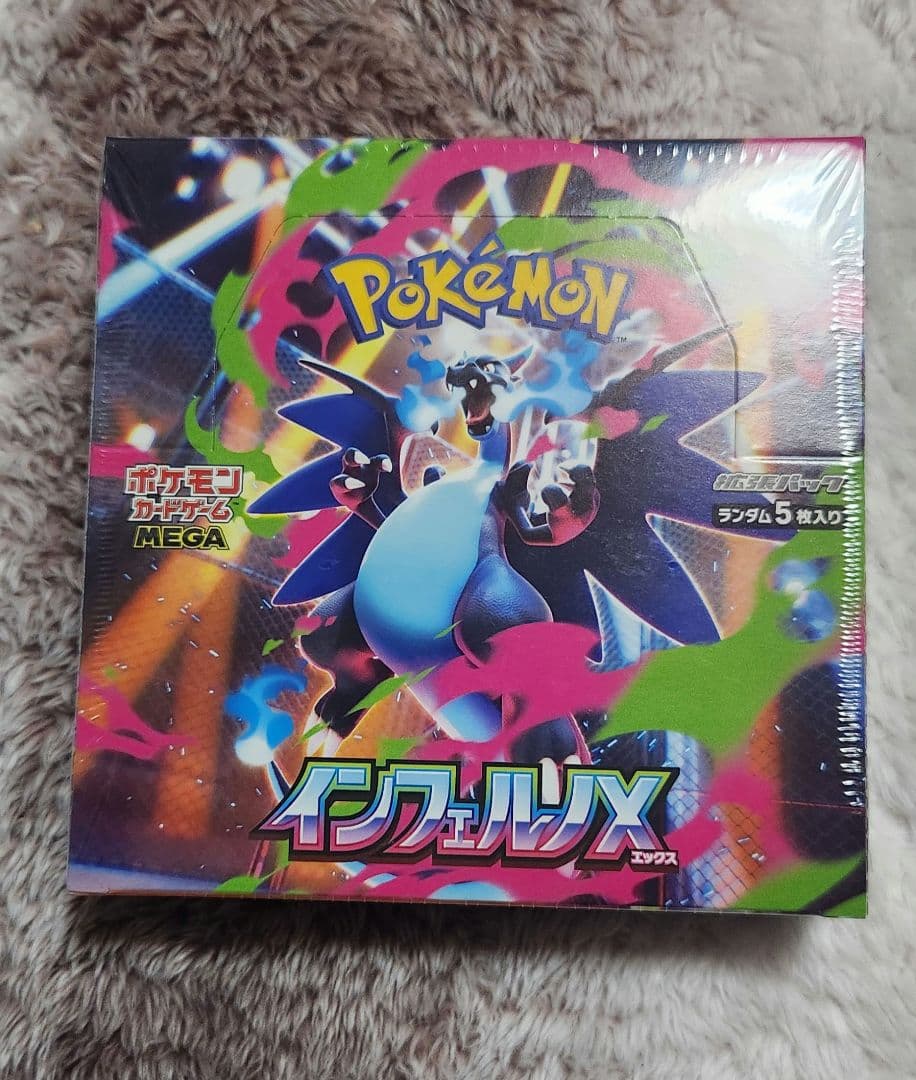 POKéMON
TM
ポケモン
カードゲーム
MEGA
拡張パック
ランダム5枚入り
インフェルノX
エックス